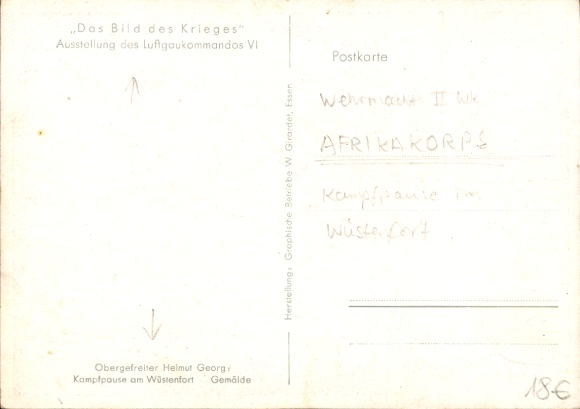 „Das Bild des Krieges“
Ausstellung des Luftgaukommandos VI
Obergefreiter Helmut Georg:
Kampfpause am Wüstenfort Gemälde
Herstellung: Graphische Betriebe W. Girardet, Essen
Postkarte
Wehrmacht II WK
AFRIKAKORPS
Kampfpause im
Wüstenfort
18€